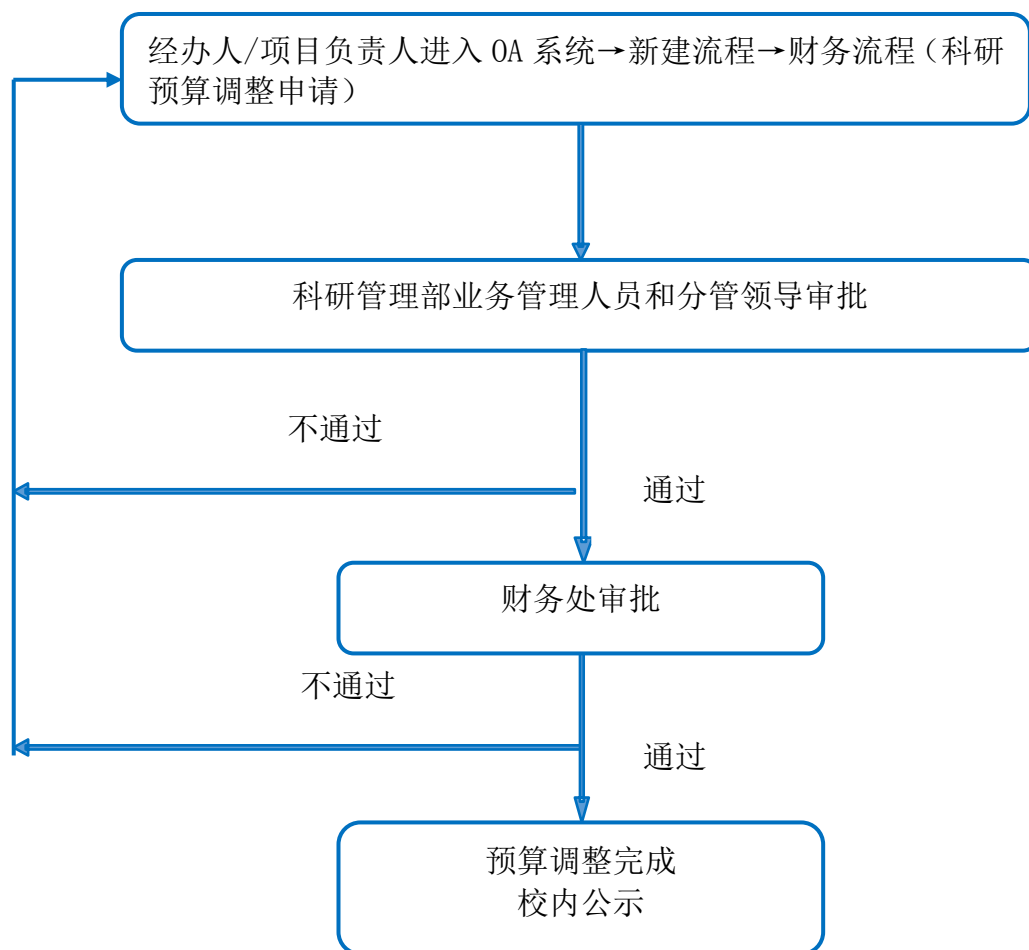 经办人/项目负责人进入 OA 系统→新建流程→财务流程（科研
预算调整申请）
科研管理部业务管理人员和分管领导审批
不通过
通过
财务处审批
不通过
通过
预算调整完成
校内公示